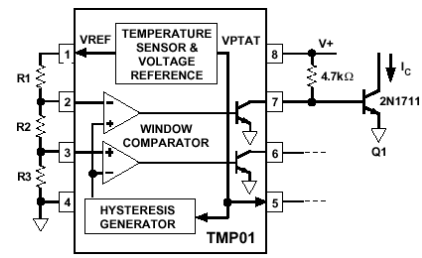 TEMPERATURE
SENSOR &
VOLTAGE
REFERENCE
VREF
VPTAT
1
8
V+
IC
R1
4.7kΩ
2
7
2N1711
R2
WINDOW
COMPARATOR
Q1
3
6
R3
HYSTERESIS
GENERATOR
4
5
TMP01